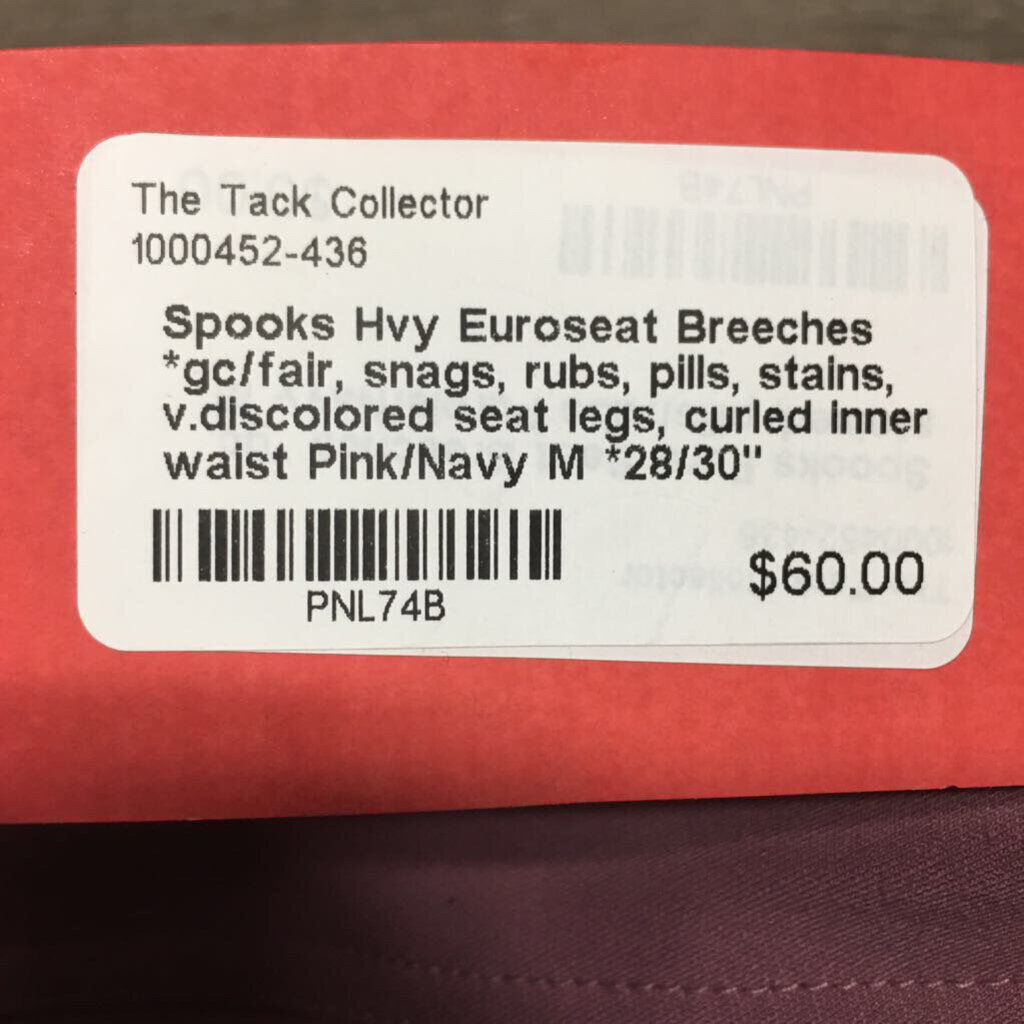 The Tack Collector
1000452-436
Spooks Hvy Euroseat Breeches
*gc/fair, snags, rubs, pills, stains,
v.discolored seat legs, curled inner
waist Pink/Navy M *28/30"
PNL74B
$60.00